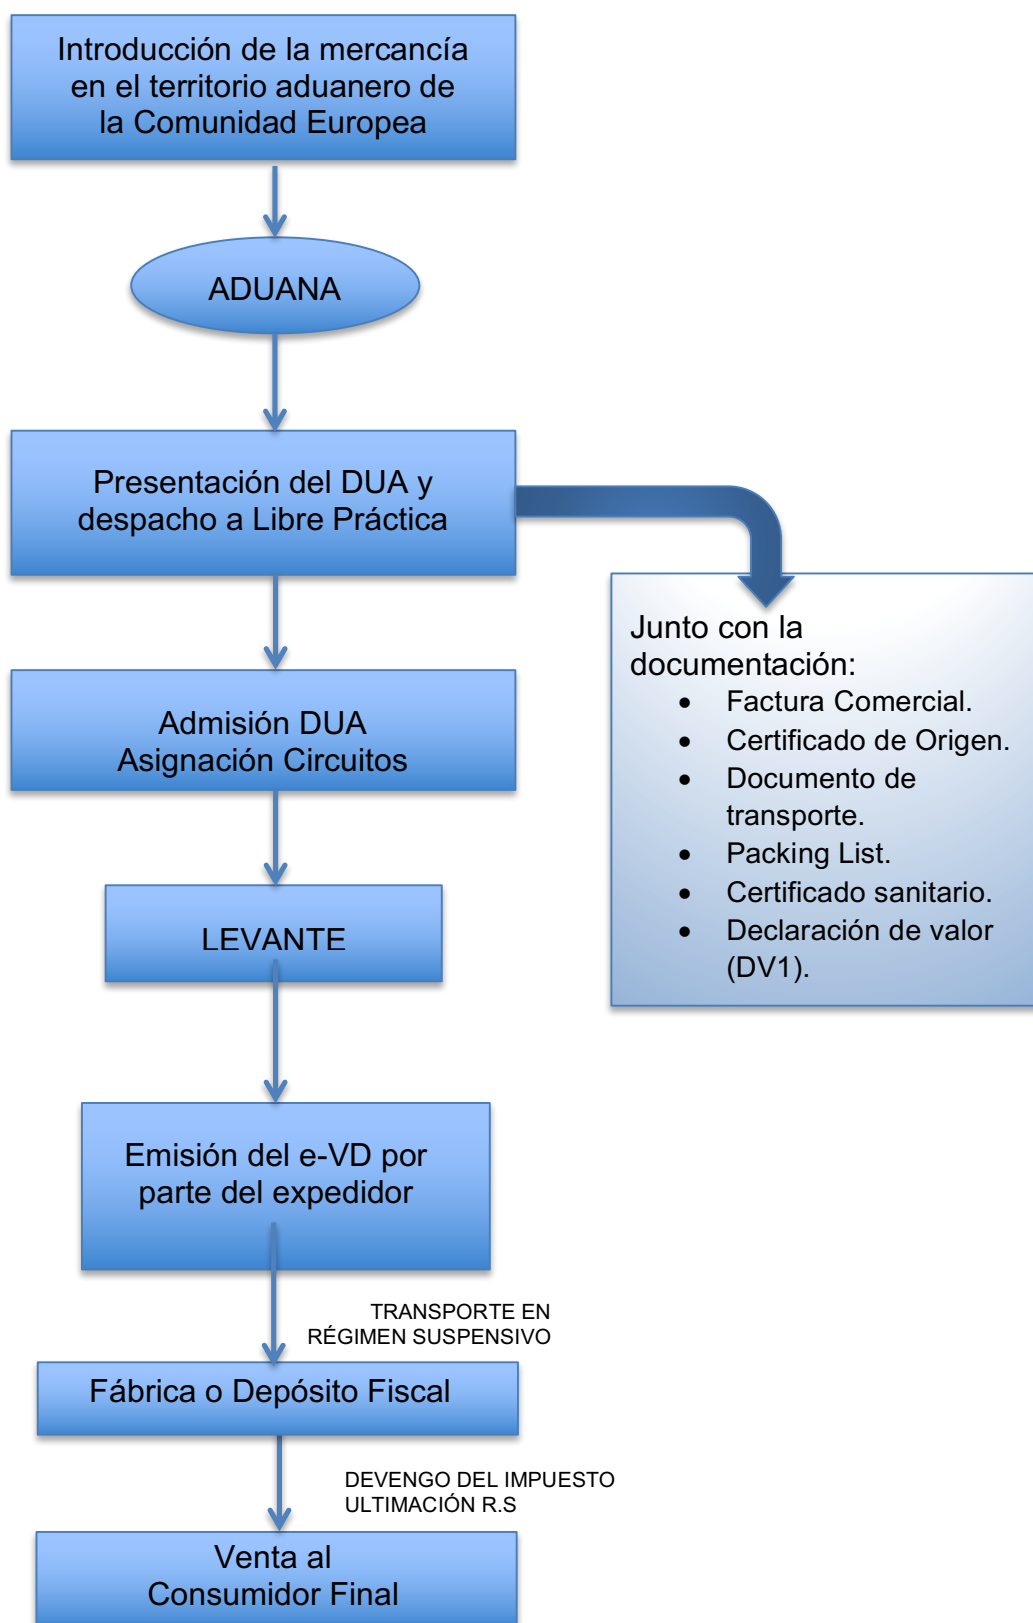 Introducción de la mercancía
en el territorio aduanero de
la Comunidad Europea
ADUANA
Presentación del DUA y
despacho a Libre Práctica
Junto con la
documentación:
• Factura Comercial.
• Certificado de Origen.
• Documento de
transporte.
• Packing List.
• Certificado sanitario.
• Declaración de valor
(DV1).
Admisión DUA
Asignación Circuitos
LEVANTE
Emisión del e-VD por
parte del expedidor
TRANSPORTE EN
RÉGIMEN SUSPENSIVO
Fábrica o Depósito Fiscal
DEVENGO DEL IMPUESTO
ULTIMACIÓN R.S
Venta al
Consumidor Final